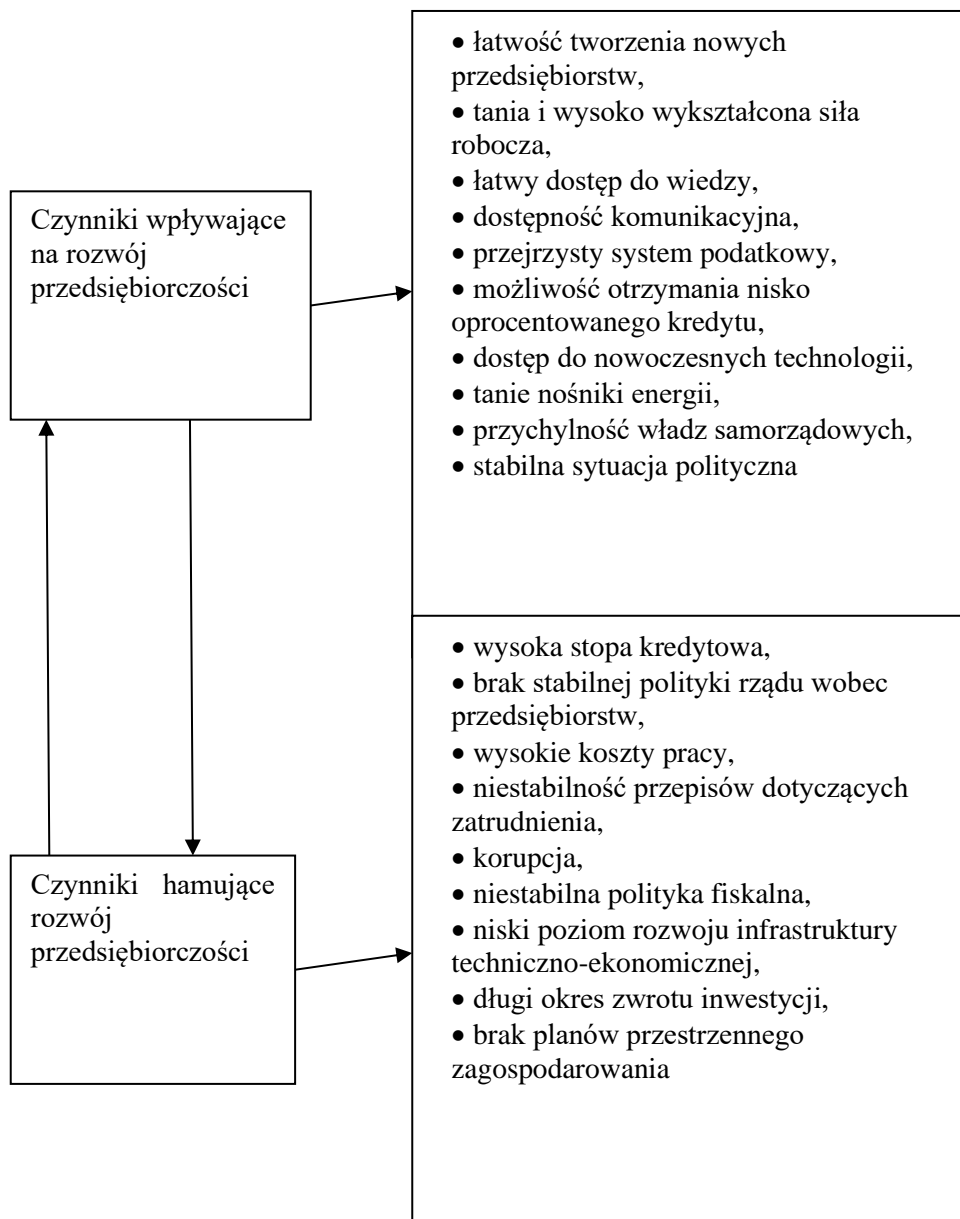 Czynniki wpływające
na rozwój
przedsiębiorczości
• łatwość tworzenia nowych
przedsiębiorstw,
• tania i wysoko wykształcona siła
robocza,
• łatwy dostęp do wiedzy,
• dostępność komunikacyjna,
• przejrzysty system podatkowy,
• możliwość otrzymania nisko
oprocentowanego kredytu,
• dostęp do nowoczesnych technologii,
• tanie nośniki energii,
• przychylność władz samorządowych,
• stabilna sytuacja polityczna
Czynniki hamujące
rozwój
przedsiębiorczości
• wysoka stopa kredytowa,
• brak stabilnej polityki rządu wobec
przedsiębiorstw,
• wysokie koszty pracy,
• niestabilność przepisów dotyczących
zatrudnienia,
• korupcja,
• niestabilna polityka fiskalna,
• niski poziom rozwoju infrastruktury
techniczno-ekonomicznej,
• długi okres zwrotu inwestycji,
• brak planów przestrzennego
zagospodarowania